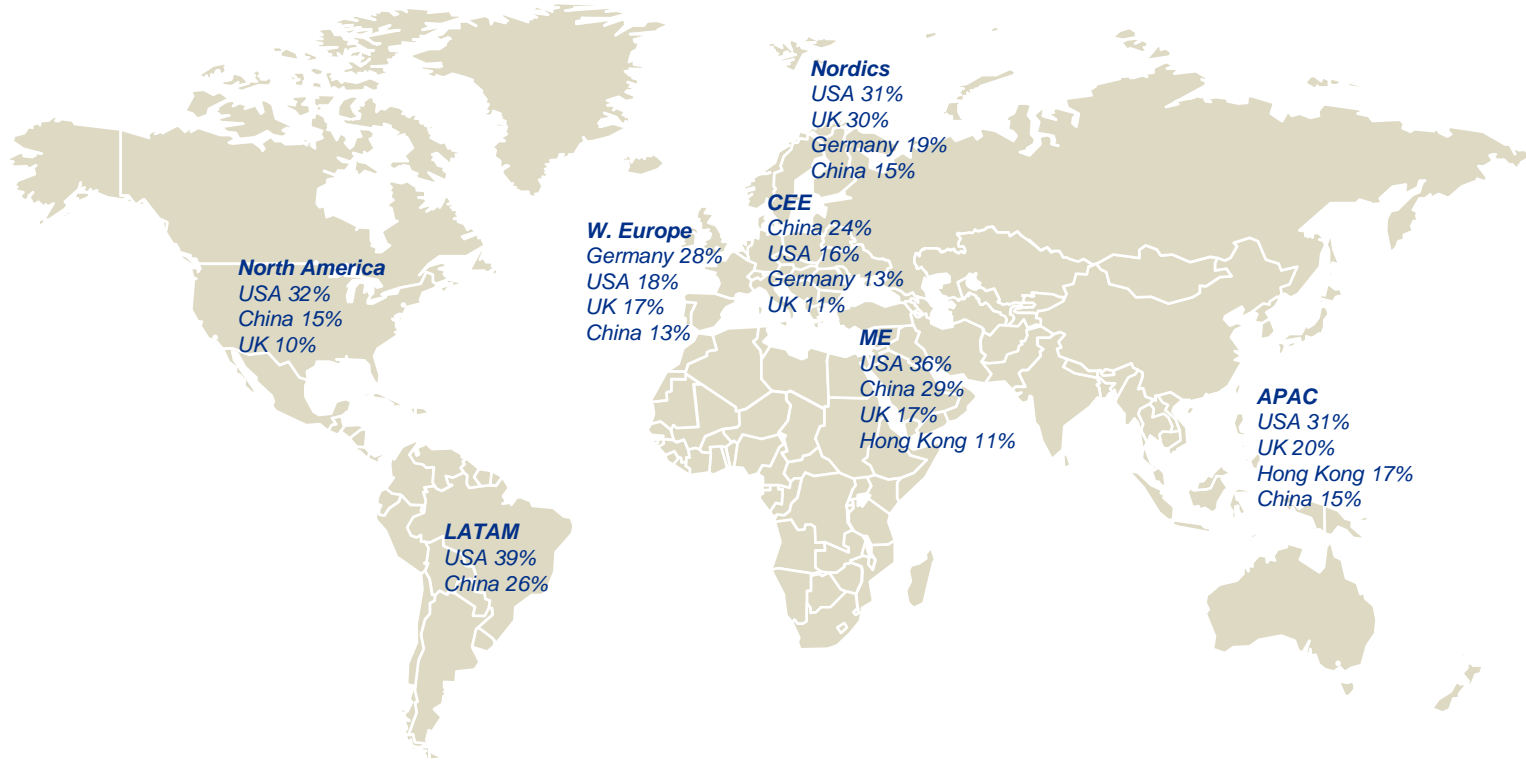 Nordics
USA 31%
UK 30%
Germany 19%
China 15%
CEE
China 24%
USA 16%
Germany 13%
UK 11%
W. Europe
Germany 28%
USA 18%
UK 17%
China 13%
North America
USA 32%
China 15%
UK 10%
ME
USA 36%
China 29%
UK 17%
Hong Kong 11%
APAC
USA 31%
UK 20%
Hong Kong 17%
China 15%
LATAM
USA 39%
China 26%